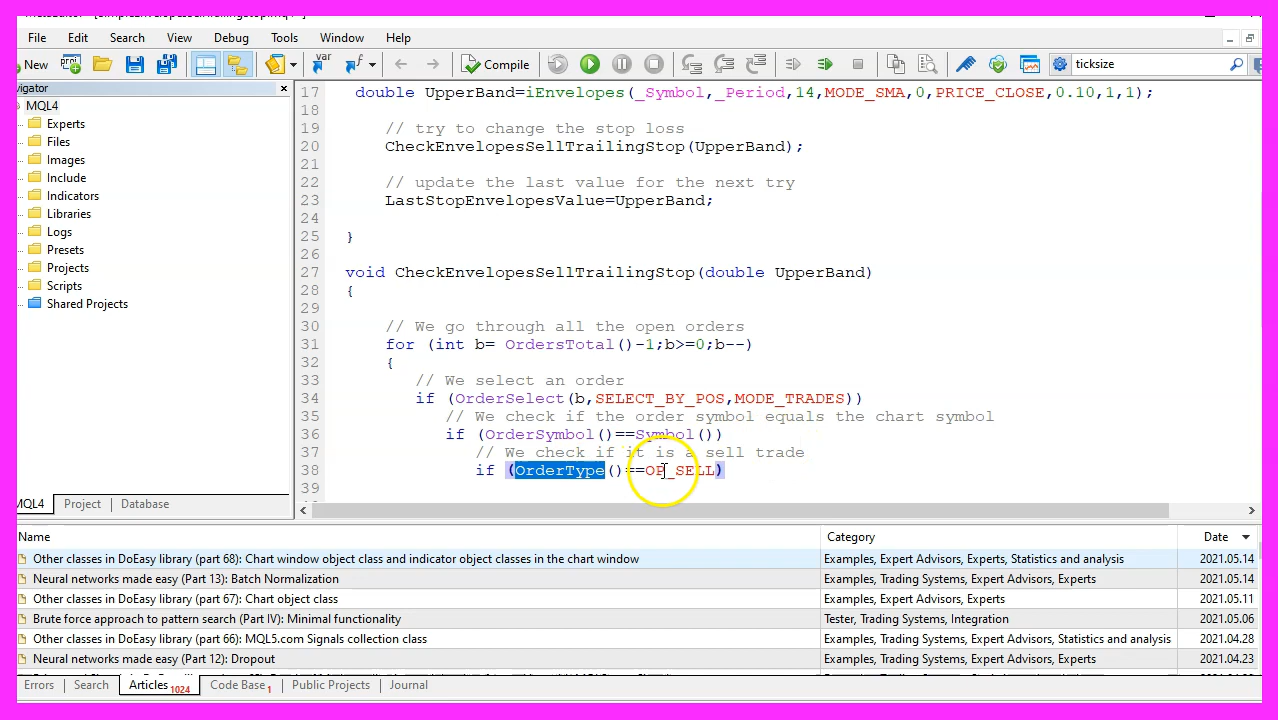 File Edit Search View Debug Tools Window Help
New Compile ticksize
vigator
MQL4
Experts
Files
Images
Include
Indicators
Libraries
Logs
Presets
Projects
Scripts
Shared Projects
MQL4 Project Database
17 double UpperBand=iEnvelopes(_Symbol,_Period,14,MODE_SMA,0,PRICE_CLOSE,0.10,1,1);
18
19 // try to change the stop loss
20 CheckEnvelopesSellTrailingStop(UpperBand);
21
22 // update the last value for the next try
23 LastStopEnvelopesValue=UpperBand;
24
25 }
26
27 void CheckEnvelopesSellTrailingStop(double UpperBand)
28 {
29
30 // We go through all the open orders
31 for (int b= OrdersTotal()-1;b>=0;b--)
32 {
33 // We select an order
34 if (OrderSelect(b,SELECT_BY_POS,MODE_TRADES))
35 // We check if the order symbol equals the chart symbol
36 if (OrderSymbol()==Symbol())
37 // We check if it is a sell trade
38 if (OrderType()==OP_SELL)
39
Name Category Date
Other classes in DoEasy library (part 68): Chart window object class and indicator object classes in the chart window Examples, Expert Advisors, Experts, Statistics and analysis 2021.05.14
Neural networks made easy (Part 13): Batch Normalization Examples, Trading Systems, Expert Advisors, Experts 2021.05.14
Other classes in DoEasy library (part 67): Chart object class Examples, Expert Advisors, Experts 2021.05.11
Brute force approach to pattern search (Part IV): Minimal functionality Tester, Trading Systems, Integration 2021.05.06
Other classes in DoEasy library (part 66): MQL5.com Signals collection class Examples, Expert Advisors, Experts, Statistics and analysis 2021.04.28
Neural networks made easy (Part 12): Dropout Examples, Trading Systems, Expert Advisors, Experts 2021.04.23
Errors Search Articles 1024 Code Base 1 Public Projects Journal